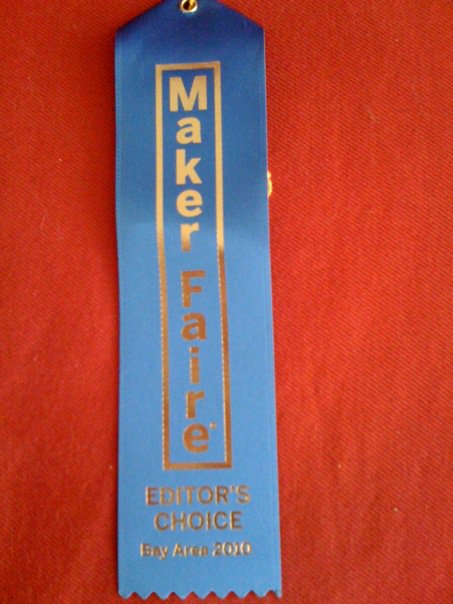 Maker Faire
EDITOR'S
CHOICE
Bay Area 2010